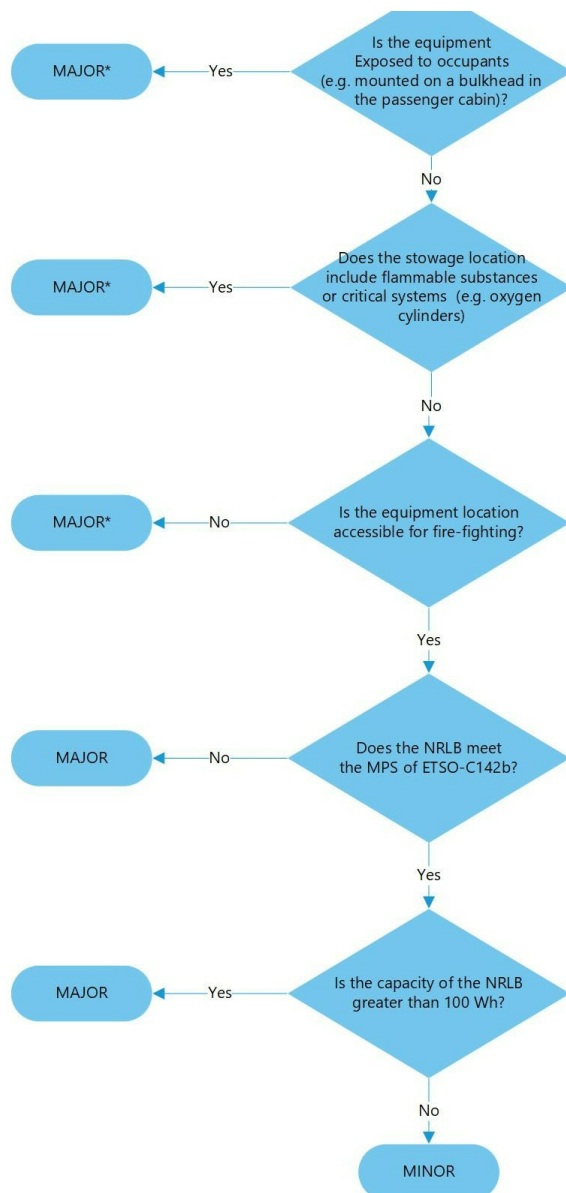 Is the equipment
Exposed to occupants
(e.g. mounted on a bulkhead in
the passenger cabin)?
Yes
MAJOR*
No
Does the stowage location
include flammable substances
or critical systems  (e.g. oxygen
cylinders)
Yes
MAJOR*
No
Is the equipment location
accessible for fire-fighting?
No
MAJOR*
Yes
Does the NRLB meet
the MPS of ETSO-C142b?
No
MAJOR
Yes
Is the capacity of the NRLB
greater than 100 Wh?
Yes
MAJOR
No
MINOR